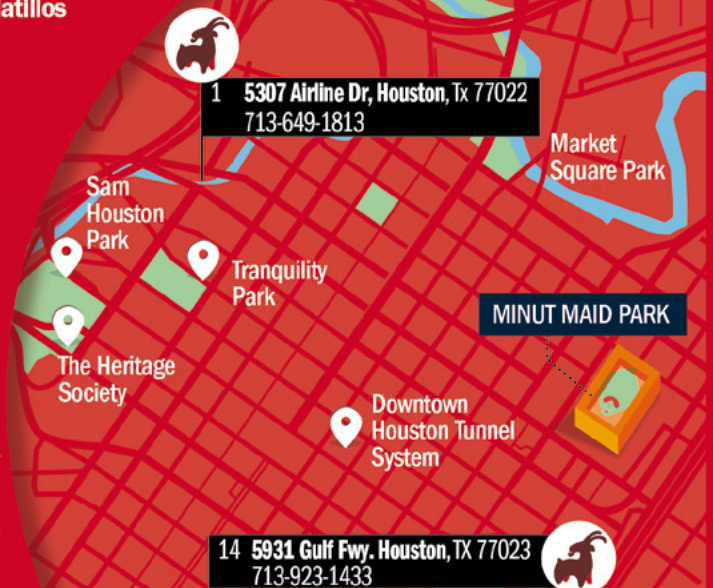 atillos
1 5307 Airline Dr, Houston, Tx 77022
713-649-1813
Market
Square Park
Sam
Houston
Park
Tranquility
Park
MINUT MAID PARK
The Heritage
Society
Downtown
Houston Tunnel
System
14 5931 Gulf Fwy. Houston, TX 77023
713-923-1433